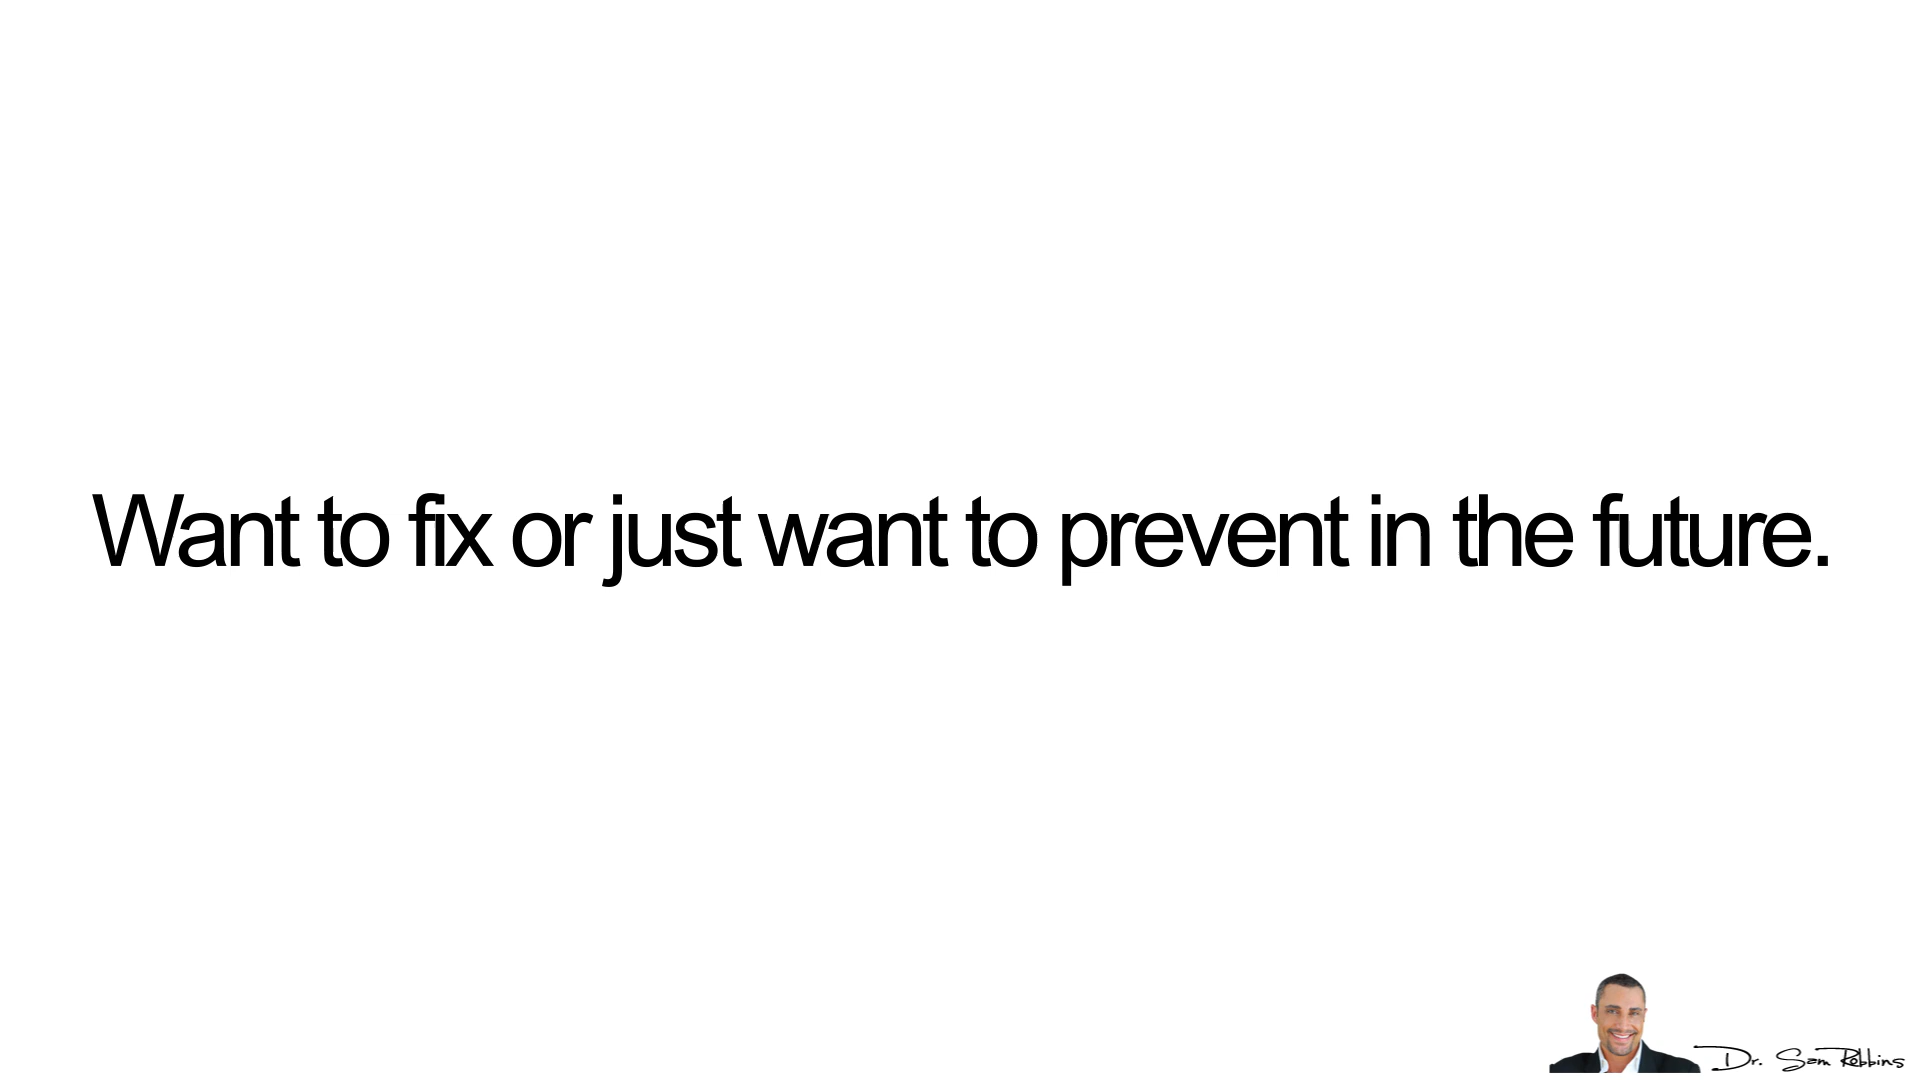 Want to fix or just want to prevent in the future.
Dr. Sam Robbins